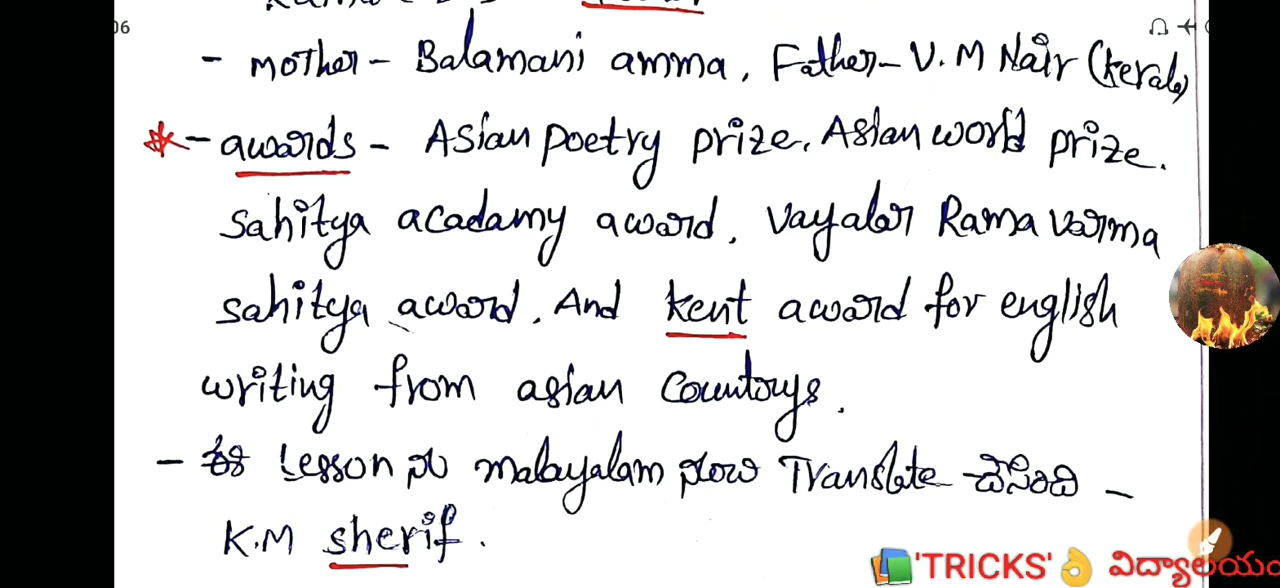 06
- mother - Balamani amma, Father - V.M Nair (kerala)
* - awards - Asian poetry prize, Asian world prize.
Sahitya acadamy award, Vayalar Rama varma
sahitya award. And kent award for english
writing from asian Countrys.
- ఈ Lesson ను malayalam నుంచి Translate చేసింది -
K.M sherif.
'TRICKS' 👌 విద్యాలయం